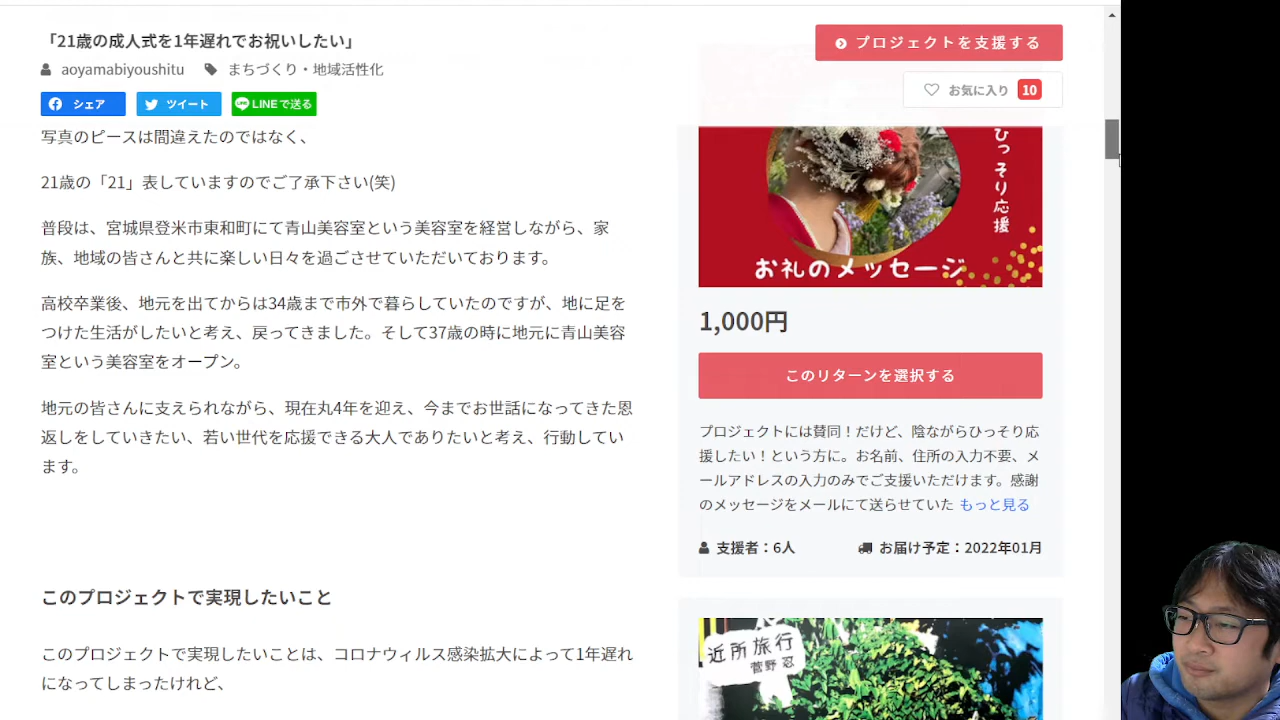 「21歳の成人式を1年遅れでお祝いしたい」
aoyamabiyoushitu まちづくり・地域活性化
シェア ツイート LINEで送る
プロジェクトを支援する
お気に入り 10
写真のピースは間違えたのではなく、
21歳の「21」表していますのでご了承下さい(笑)
普段は、宮城県登米市東和町にて青山美容室という美容室を経営しながら、家
族、地域の皆さんと共に楽しい日々を過ごさせていただいております。
高校卒業後、地元を出てからは34歳まで市外で暮らしていたのですが、地に足を
つけた生活がしたいと考え、戻ってきました。そして37歳の時に地元に青山美容
室という美容室をオープン。
地元の皆さんに支えられながら、現在丸4年を迎え、今までお世話になってきた恩
返しをしていきたい、若い世代を応援できる大人でありたいと考え、行動してい
ます。
このプロジェクトで実現したいこと
このプロジェクトで実現したいことは、コロナウィルス感染拡大によって1年遅れ
になってしまったけれど、
ひっそり応援
お礼のメッセージ
1,000円
このリターンを選択する
プロジェクトには賛同！だけど、陰ながらひっそり応
援したい！という方に。お名前、住所の入力不要、メ
ールアドレスの入力のみでご支援いただけます。感謝
のメッセージをメールにて送らせていた もっと見る
支援者：6人 お届け予定：2022年01月
近所旅行
菅野 忍